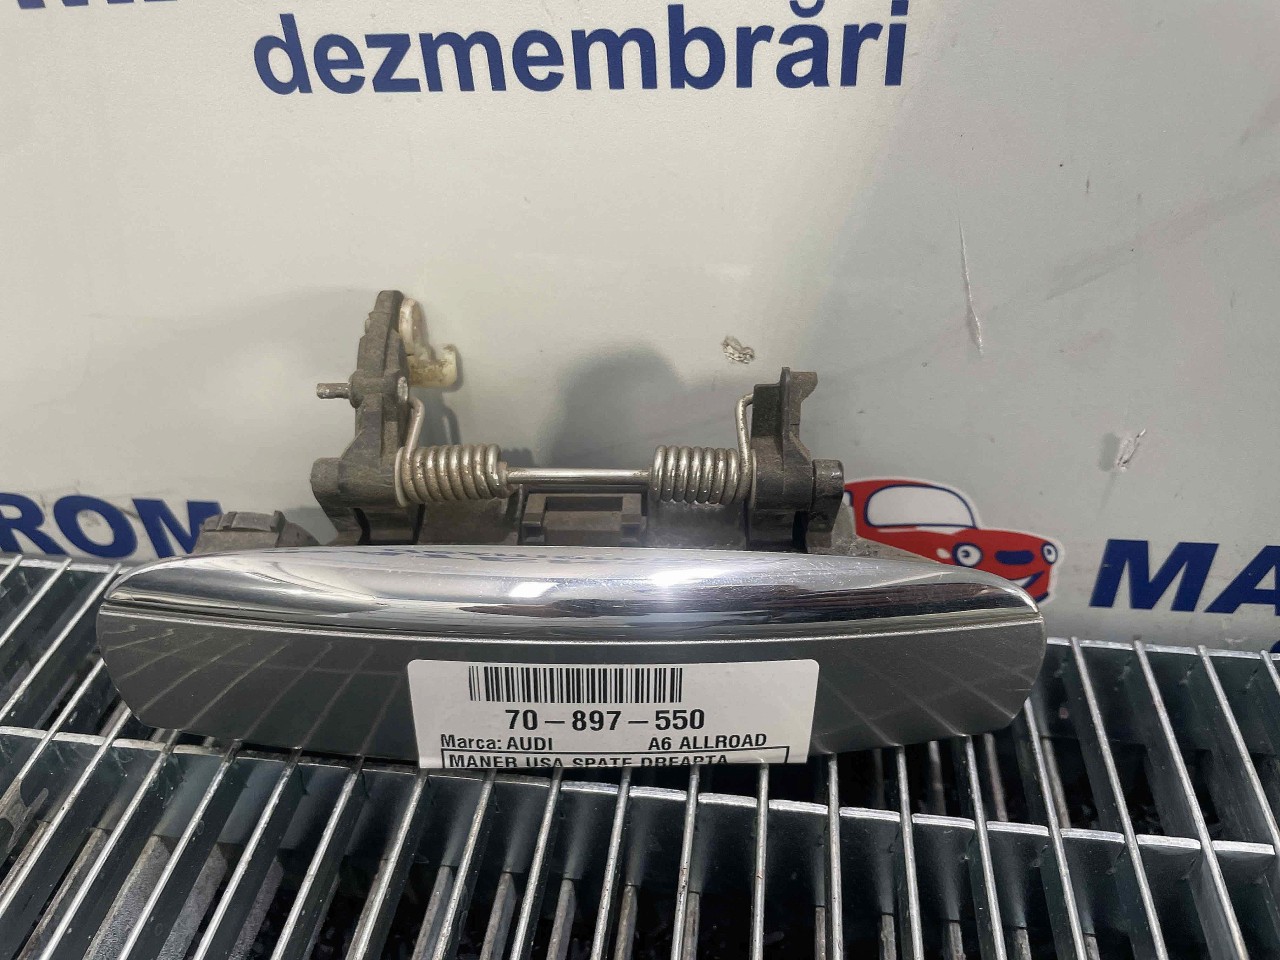 dezmembrări
ROM
MA
70-897-550
Marca: AUDI A6 ALLROAD
MANER USA SPATE DREAPTA